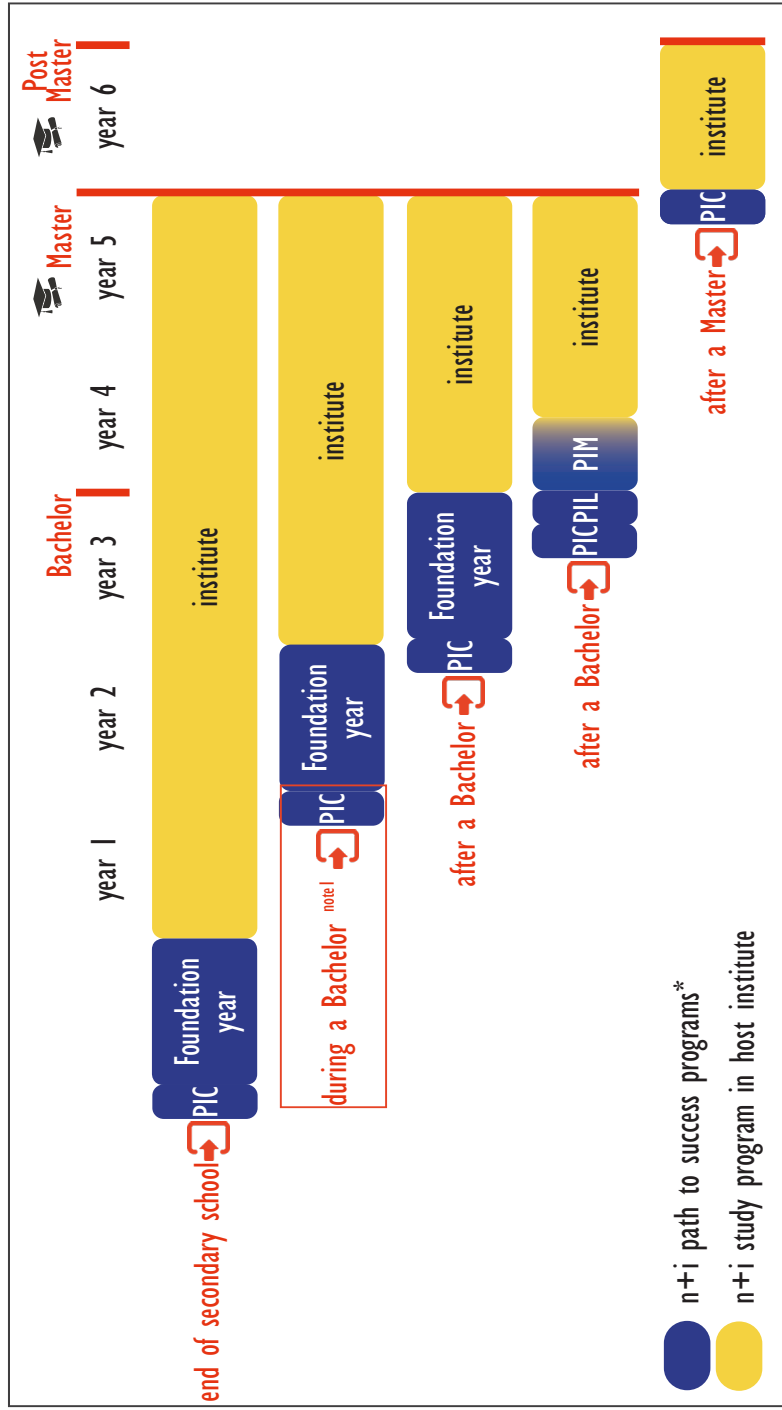 Bachelor
Master
Post
Master
year 1
year 2
year 3
year 4
year 5
year 6
end of secondary school
PIC
Foundation
year
institute
during a Bachelor note1
PIC
Foundation
year
institute
after a Bachelor
PIC
Foundation
year
institute
after a Bachelor
PIC
PIL
PIM
institute
after a Master
PIC
institute
n+i path to success programs*
n+i study program in host institute